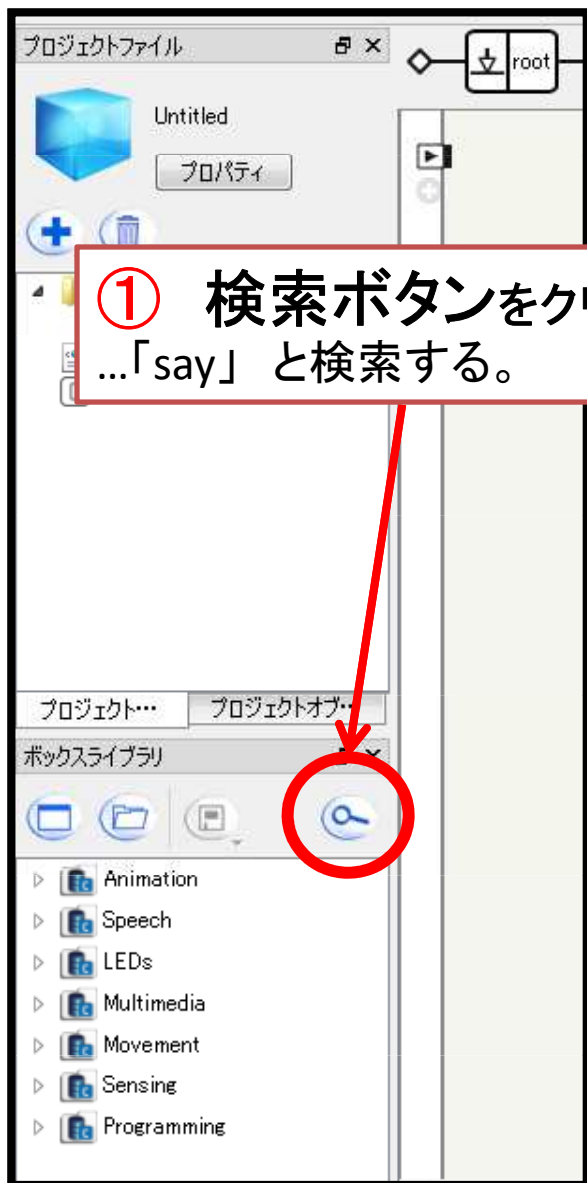 プロジェクトファイル
root
Untitled
プロパティ
① 検索ボタンをク
…「say」 と検索する。
プロジェクト… プロジェクトオブ…
ボックスライブラリ
Animation
Speech
LEDs
Multimedia
Movement
Sensing
Programming